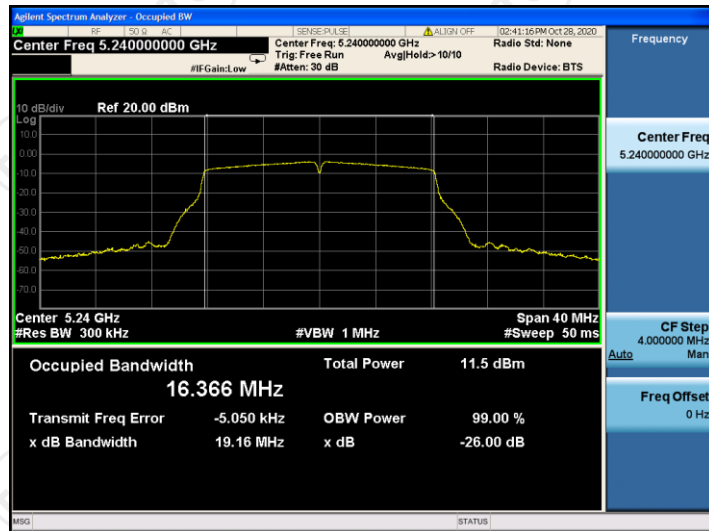 Agilent Spectrum Analyzer - Occupied BW
RF 50 Ω AC SENSE:PULSE ALIGN OFF 02:41:16 PM Oct 28, 2020
Center Freq 5.240000000 GHz
Center Freq: 5.240000000 GHz Radio Std: None
Trig: Free Run Avg|Hold:> 10/10
#IFGain:Low #Atten: 30 dB Radio Device: BTS
10 dB/div Ref 20.00 dBm
Log
10.0
0.00
-10.0
-20.0
-30.0
-40.0
-50.0
-60.0
-70.0
Center 5.24 GHz Span 40 MHz
#Res BW 300 kHz #VBW 1 MHz #Sweep 50 ms
Occupied Bandwidth Total Power 11.5 dBm
16.366 MHz
Transmit Freq Error -5.050 kHz OBW Power 99.00 %
x dB Bandwidth 19.16 MHz x dB -26.00 dB
MSG STATUS
Frequency
Center Freq
5.240000000 GHz
CF Step
4.000000 MHz
Auto Man
Freq Offset
0 Hz